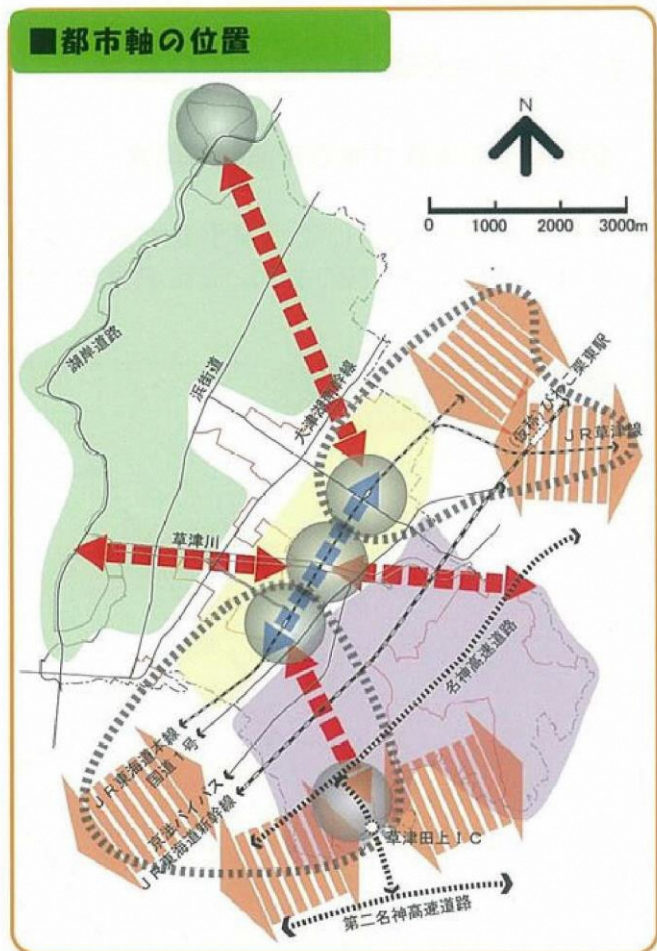 ■都市軸の位置
N
0 1000 2000 3000m
湖岸道路
浜街道
大津湖南幹線
(仮称)びわこ栗東駅
JR草津線
草津川
名神高速道路
JR東海道本線
国道1号
京滋バイパス
JR東海道新幹線
草津田上IC
第二名神高速道路